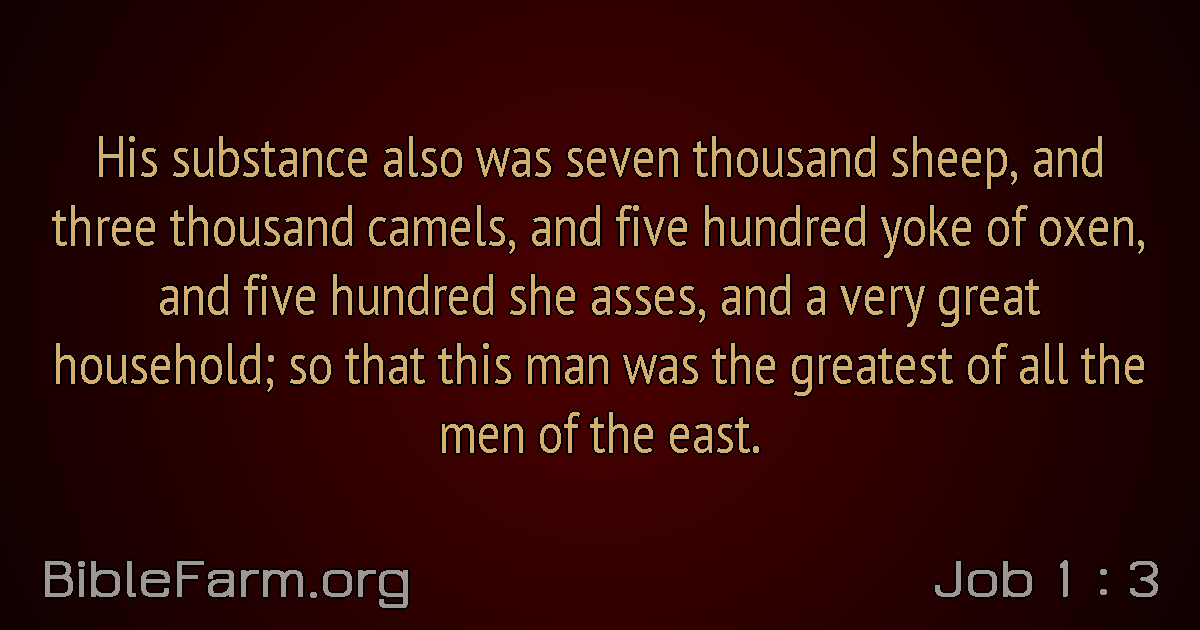 His substance also was seven thousand sheep, and
three thousand camels, and five hundred yoke of oxen,
and five hundred she asses, and a very great
household; so that this man was the greatest of all the
men of the east.
BibleFarm.org
Job 1 : 3